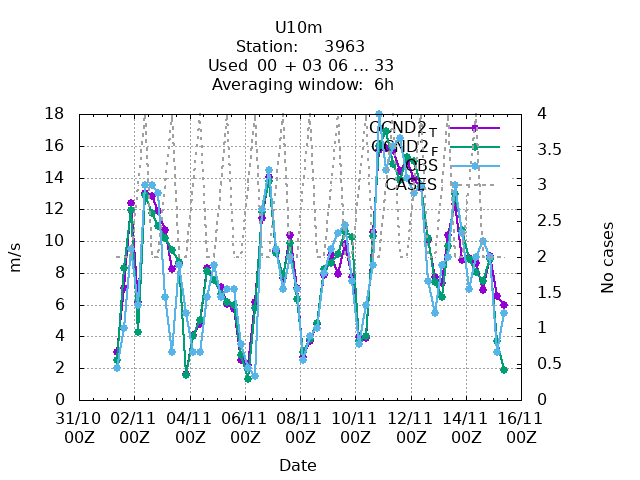 U10m
Station: 3963
Used 00 + 03 06 ... 33
Averaging window: 6h
18
16
14
12
10
8
6
4
2
0
m/s
4
3.5
3
2.5
2
1.5
1
0.5
0
No cases
CCND2_T
CCND2_F
OBS
CASES
31/10 02/11 04/11 06/11 08/11 10/11 12/11 14/11 16/11
00Z 00Z 00Z 00Z 00Z 00Z 00Z 00Z 00Z
Date